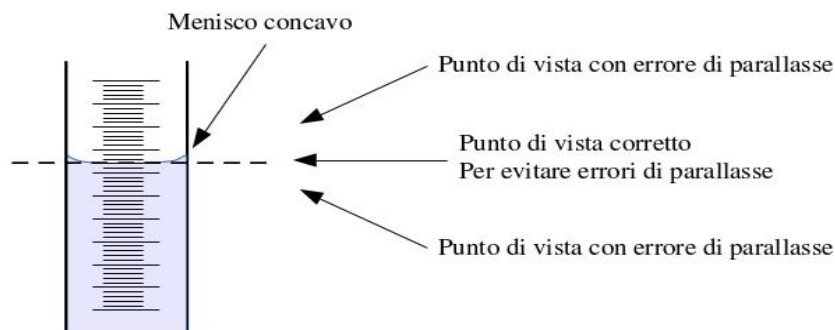 Menisco concavo
Punto di vista con errore di parallasse
Punto di vista corretto
Per evitare errori di parallasse
Punto di vista con errore di parallasse